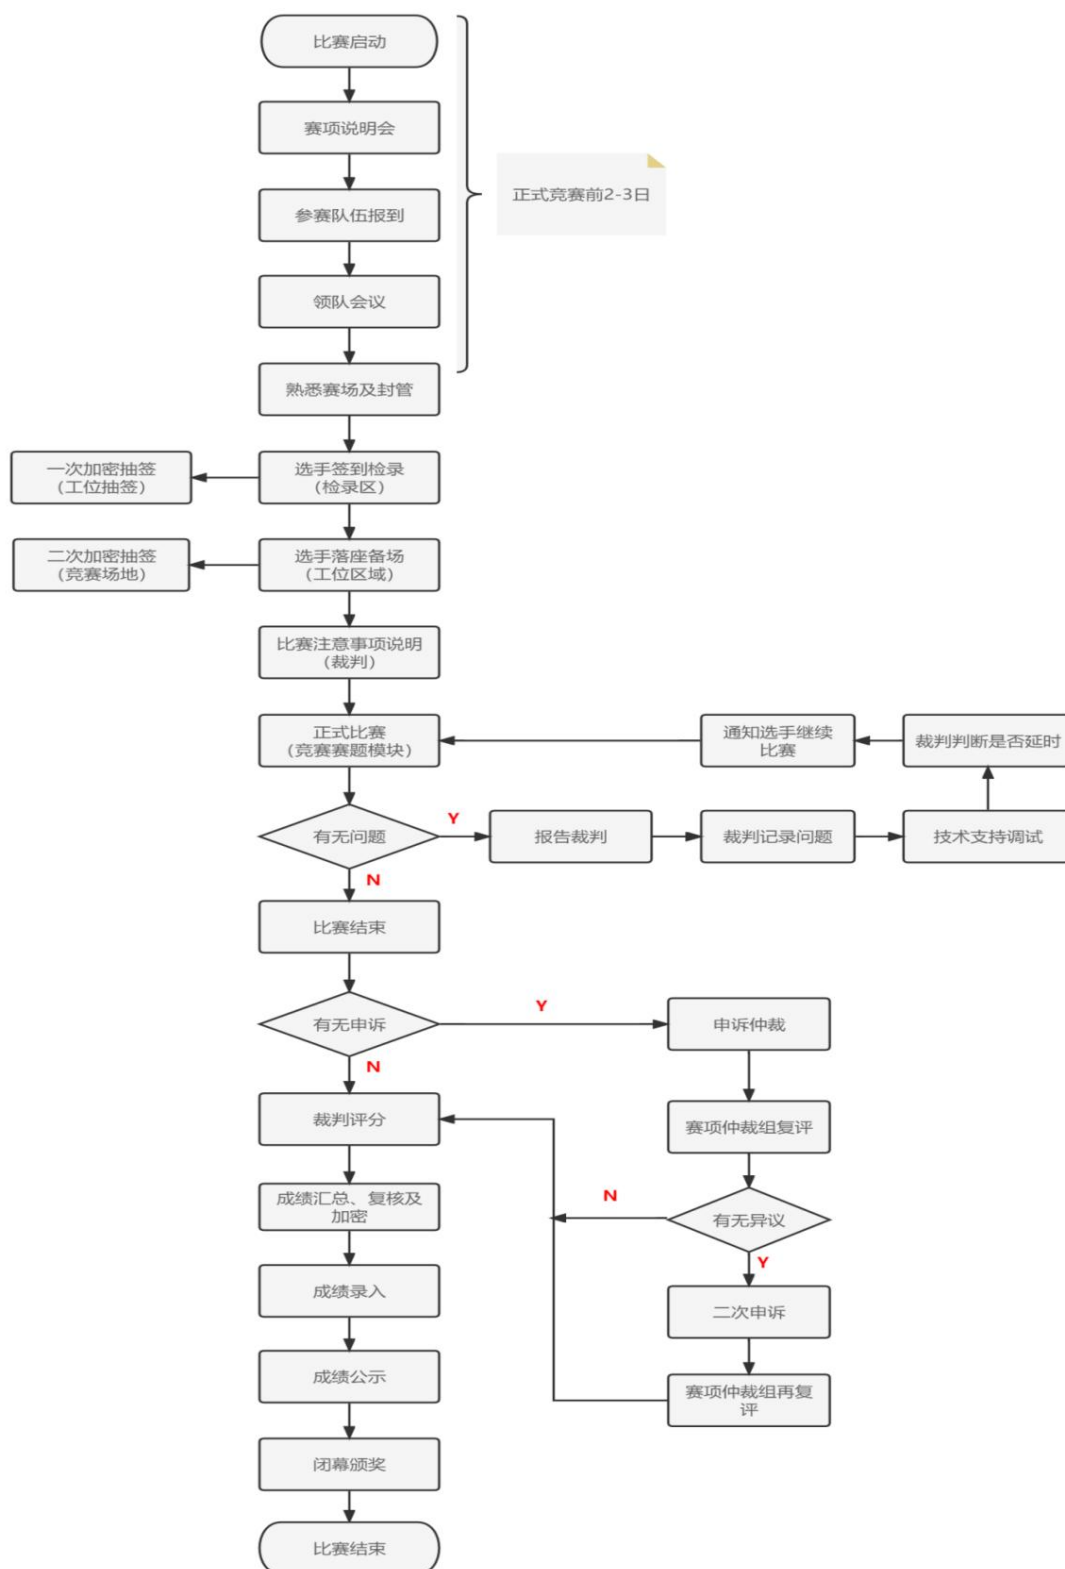 比赛启动
赛项说明会
正式竞赛前2-3日
参赛队伍报到
领队会议
熟悉赛场及封管
一次加密抽签
（工位抽签）
选手签到检录
（检录区）
二次加密抽签
（竞赛场地）
选手落座备场
（工位区域）
比赛注意事项说明
（裁判）
正式比赛
（竞赛赛题模块）
通知选手继续
比赛
裁判判断是否延时
有无问题
Y
报告裁判
裁判记录问题
技术支持调试
N
比赛结束
有无申诉
Y
申诉仲裁
N
裁判评分
赛项仲裁组复评
成绩汇总、复核及
加密
N
有无异议
Y
成绩录入
二次申诉
成绩公示
赛项仲裁组再复
评
闭幕颁奖
比赛结束